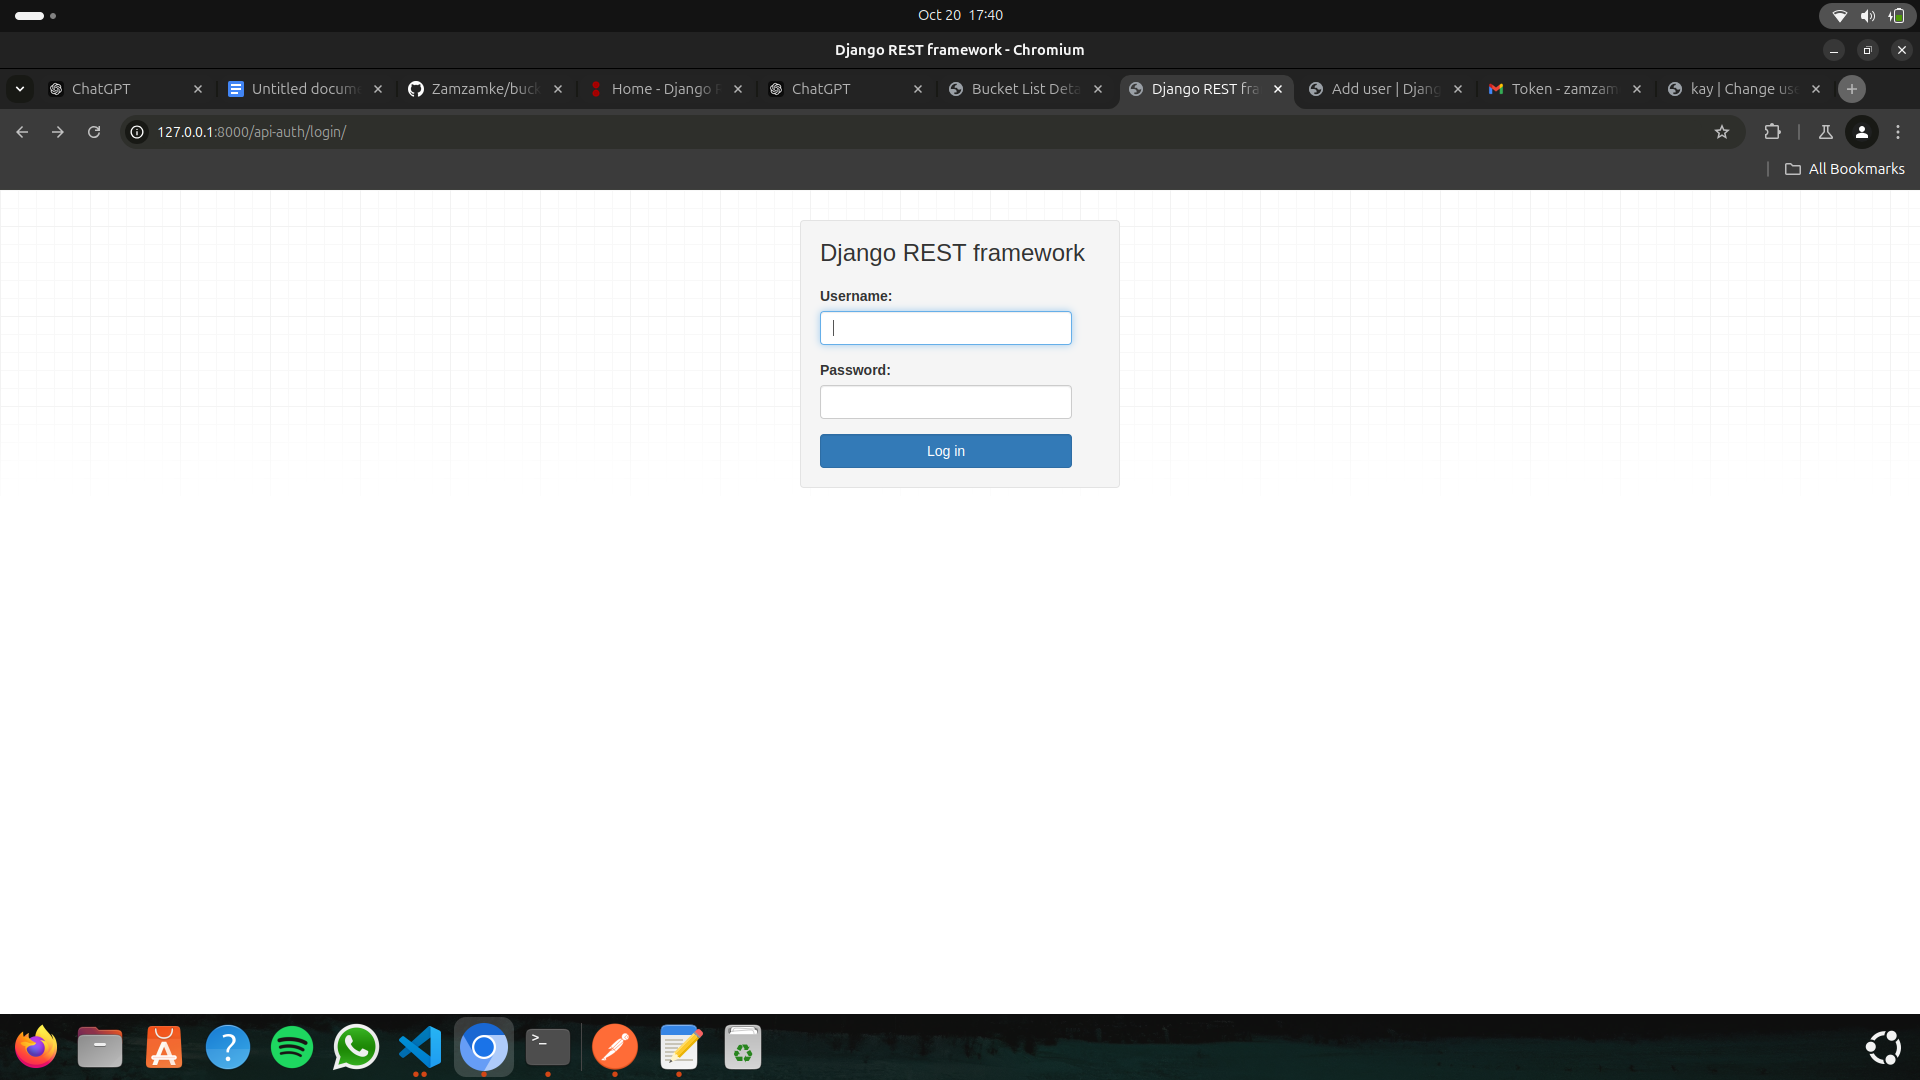 Oct 20 17:40
Django REST framework - Chromium
ChatGPT
Untitled docum
Zamzamke/buck
Home - Django
ChatGPT
Bucket List Deta
Django REST fra
Add user | Djang
Token - zamzam
kay | Change use
127.0.0.1:8000/api-auth/login/
All Bookmarks
Django REST framework
Username:
Password:
Log in